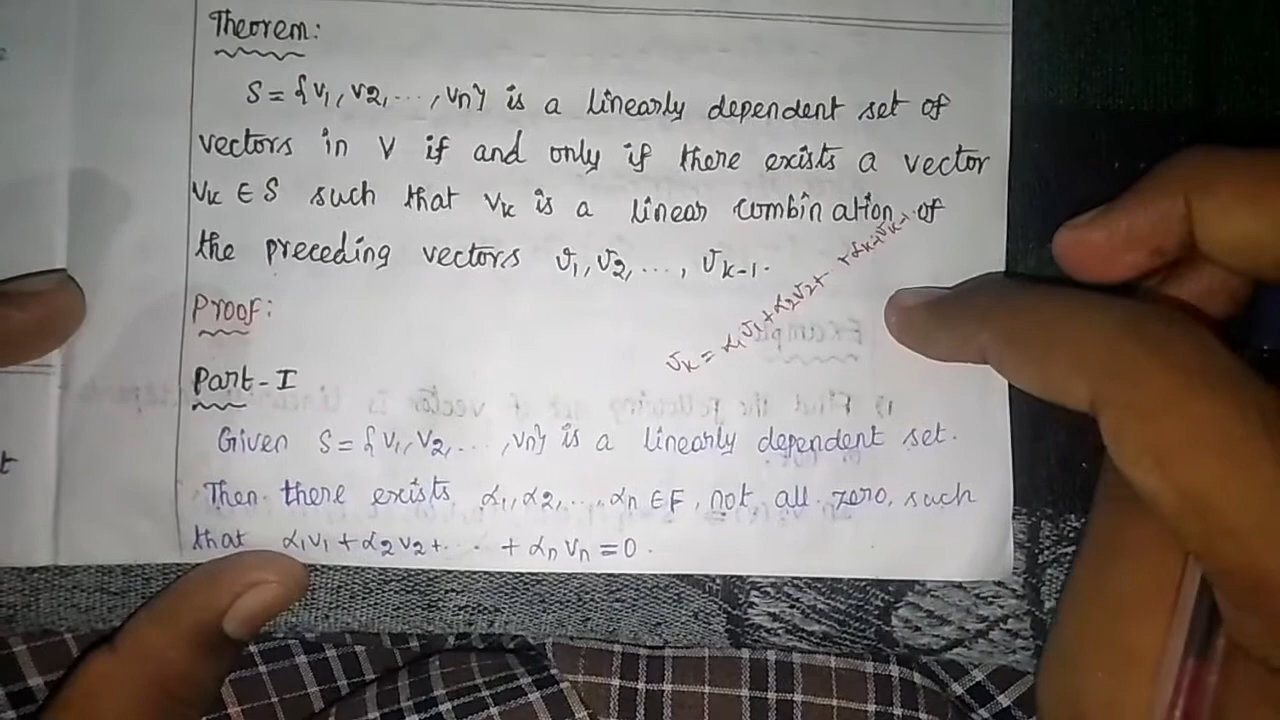 Theorem:
S = {v₁, v₂, ..., vn} is a linearly dependent set of
vectors in V if and only if there exists a vector
vₖ ∈ S such that vₖ is a linear combination of
the preceding vectors v₁, v₂, ..., vₖ₋₁.
vₖ = α₁v₁ + α₂v₂ + ... + αₖ₋₁vₖ₋₁
Proof:
Part - I
Given S = {v₁, v₂, ..., vn} is a linearly dependent set.
Then there exists α₁, α₂, ..., αn ∈ F, not all zero, such
that α₁v₁ + α₂v₂ + ... + αn vn = 0.